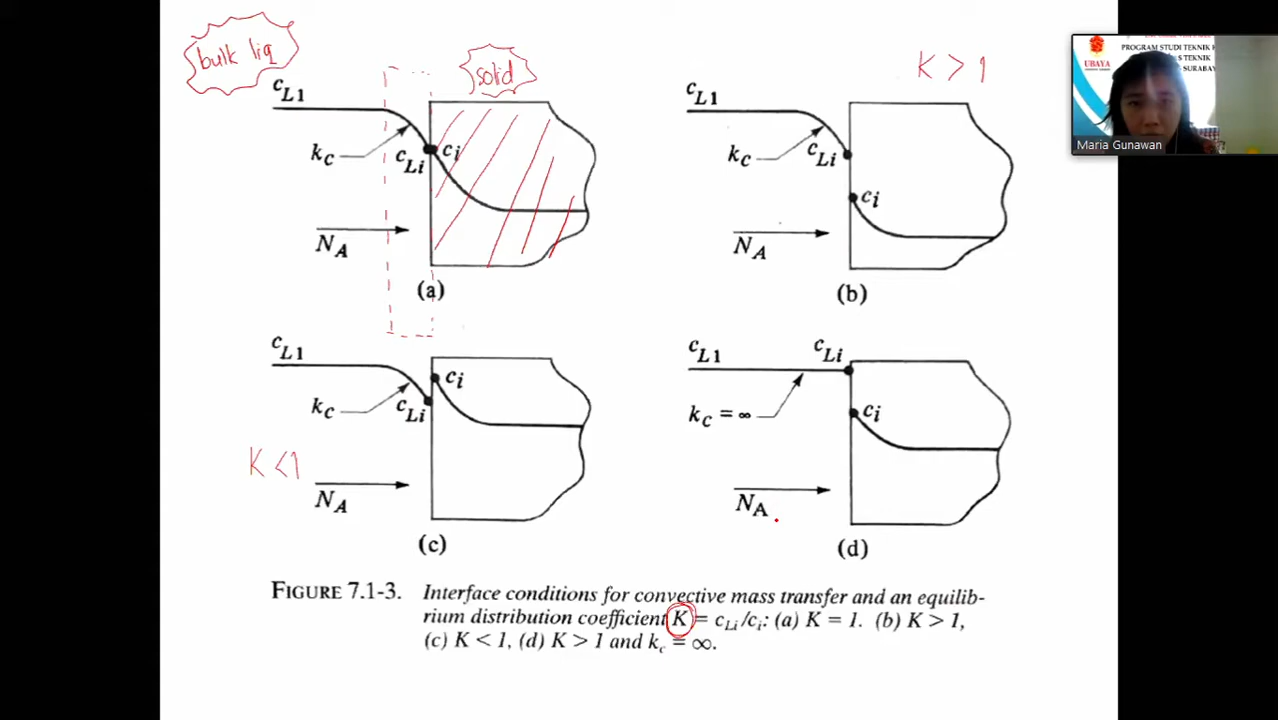 bulk liq
solid
K > 1
c_L1
k_c
c_Li
c_i
N_A
(a)
c_L1
k_c
c_Li
c_i
N_A
(b)
c_L1
k_c
c_Li
c_i
K < 1
N_A
(c)
c_L1
c_Li
k_c = ∞
c_i
N_A
(d)
FIGURE 7.1-3. Interface conditions for convective mass transfer and an equilib-
rium distribution coefficient K = c_Li/c_i: (a) K = 1. (b) K > 1,
(c) K < 1, (d) K > 1 and k_c = ∞.
UBAYA
PROGRAM STUDI TEKNIK
TEKNIK
SURABAY
Maria Gunawan